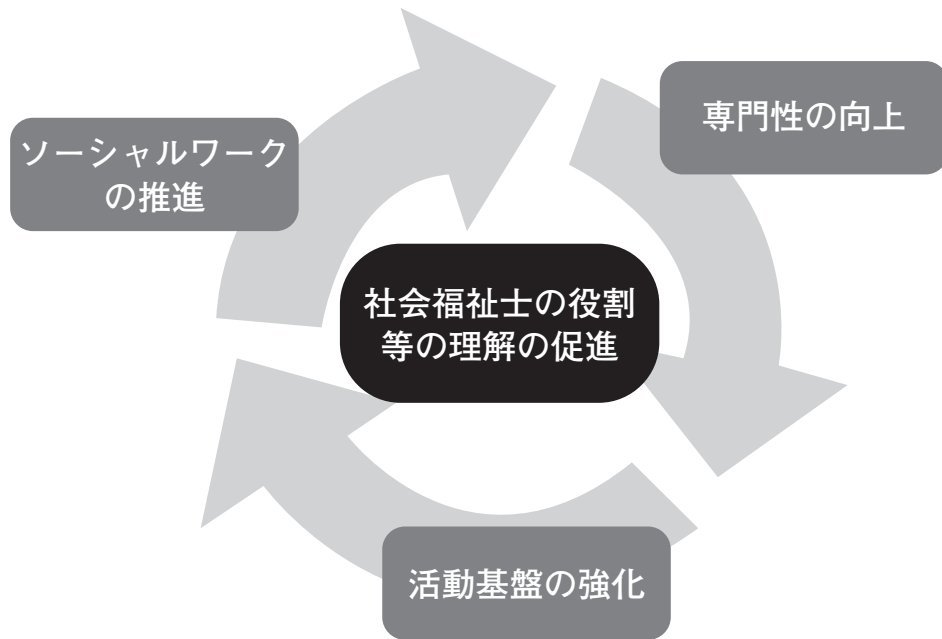 専門性の向上
ソーシャルワーク
の推進
社会福祉士の役割
等の理解の促進
活動基盤の強化